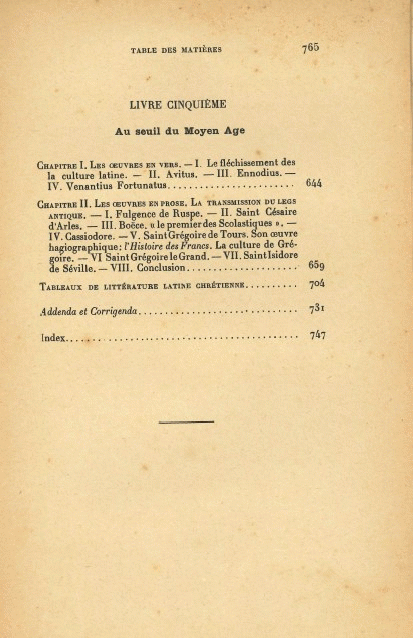 TABLE DES MATIÈRES 765
LIVRE CINQUIÈME
Au seuil du Moyen Age
CHAPITRE I. LES ŒUVRES EN VERS. — I. Le fléchissement des
la culture latine. — II. Avitus. — III. Ennodius. —
IV. Venantius Fortunatus......................... 644
CHAPITRE II. LES ŒUVRES EN PROSE. LA TRANSMISSION DU LEGS
ANTIQUE. — I. Fulgence de Ruspe. — II. Saint Césaire
d'Arles. — III. Boëce. « le premier des Scolastiques ». —
IV. Cassiodore. — V. Saint Grégoire de Tours. Son œuvre
hagiographique : l'Histoire des Francs. La culture de Gré-
goire. — VI Saint Grégoire le Grand. — VII. Saint Isidore
de Séville. — VIII. Conclusion...................... 659
TABLEAUX DE LITTÉRATURE LATINE CHRÉTIENNE.......... 704
Addenda et Corrigenda............................. 731
Index.......................................... 747